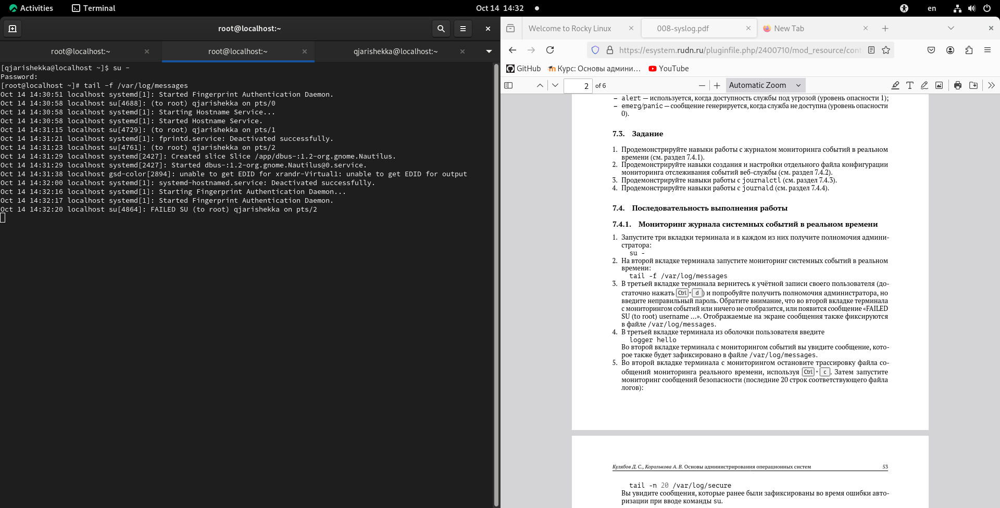 Activities
Terminal
Oct 14 14:32
en
root@localhost:~
root@localhost:~
root@localhost:~
qjarishekka@localhost:~
[qjarishekka@localhost ~]$ su -
Password:
[root@localhost ~]# tail -f /var/log/messages
Oct 14 14:30:51 localhost systemd[1]: Started Fingerprint Authentication Daemon.
Oct 14 14:30:58 localhost su[4688]: (to root) qjarishekka on pts/0
Oct 14 14:30:58 localhost systemd[1]: Starting Hostname Service...
Oct 14 14:30:58 localhost systemd[1]: Started Hostname Service.
Oct 14 14:31:15 localhost su[4729]: (to root) qjarishekka on pts/1
Oct 14 14:31:21 localhost systemd[1]: fprintd.service: Deactivated successfully.
Oct 14 14:31:23 localhost su[4761]: (to root) qjarishekka on pts/2
Oct 14 14:31:29 localhost systemd[2427]: Created slice Slice /app/dbus-:1.2-org.gnome.Nautilus.
Oct 14 14:31:29 localhost systemd[2427]: Started dbus-:1.2-org.gnome.Nautilus@0.service.
Oct 14 14:31:38 localhost gsd-color[2894]: unable to get EDID for xrandr-Virtual1: unable to get EDID for output
Oct 14 14:32:00 localhost systemd[1]: systemd-hostnamed.service: Deactivated successfully.
Oct 14 14:32:16 localhost systemd[1]: Starting Fingerprint Authentication Daemon...
Oct 14 14:32:17 localhost systemd[1]: Started Fingerprint Authentication Daemon.
Oct 14 14:32:20 localhost su[4864]: FAILED SU (to root) qjarishekka on pts/2
Welcome to Rocky Linux
008-syslog.pdf
New Tab
https://esystem.rudn.ru/pluginfile.php/2400710/mod_resource/cont
GitHub
Курс: Основы админи...
YouTube
2
of 6
Automatic Zoom
– alert — используется, когда доступность службы под угрозой (уровень опасности 1);
– emerg/panic — сообщение генерируется, когда служба не доступна (уровень опасности
0).
7.3. Задание
1. Продемонстрируйте навыки работы с журналом мониторинга событий в реальном
времени (см. раздел 7.4.1).
2. Продемонстрируйте навыки создания и настройки отдельного файла конфигурации
мониторинга отслеживания событий веб-службы (см. раздел 7.4.2).
3. Продемонстрируйте навыки работы с journalctl (см. раздел 7.4.3).
4. Продемонстрируйте навыки работы с journald (см. раздел 7.4.4).
7.4. Последовательность выполнения работы
7.4.1. Мониторинг журнала системных событий в реальном времени
1. Запустите три вкладки терминала и в каждом из них получите полномочия админи-
стратора:
su -
2. На второй вкладке терминала запустите мониторинг системных событий в реальном
времени:
tail -f /var/log/messages
3. В третьей вкладке терминала вернитесь к учётной записи своего пользователя (до-
статочно нажать Ctrl + d ) и попробуйте получить полномочия администратора, но
введите неправильный пароль. Обратите внимание, что во второй вкладке терминала
с мониторингом событий или ничего не отобразится, или появится сообщение «FAILED
SU (to root) username ...». Отображаемые на экране сообщения также фиксируются
в файле /var/log/messages.
4. В третьей вкладке терминала из оболочки пользователя введите
logger hello
Во второй вкладке терминала с мониторингом событий вы увидите сообщение, кото-
рое также будет зафиксировано в файле /var/log/messages.
5. Во второй вкладке терминала с мониторингом остановите трассировку файла со-
общений мониторинга реального времени, используя Ctrl + c . Затем запустите
мониторинг сообщений безопасности (последние 20 строк соответствующего файла
логов):
Кулябов Д. С., Королькова А. В. Основы администрирования операционных систем 53
tail -n 20 /var/log/secure
Вы увидите сообщения, которые ранее были зафиксированы во время ошибки авто-
ризации при вводе команды su.